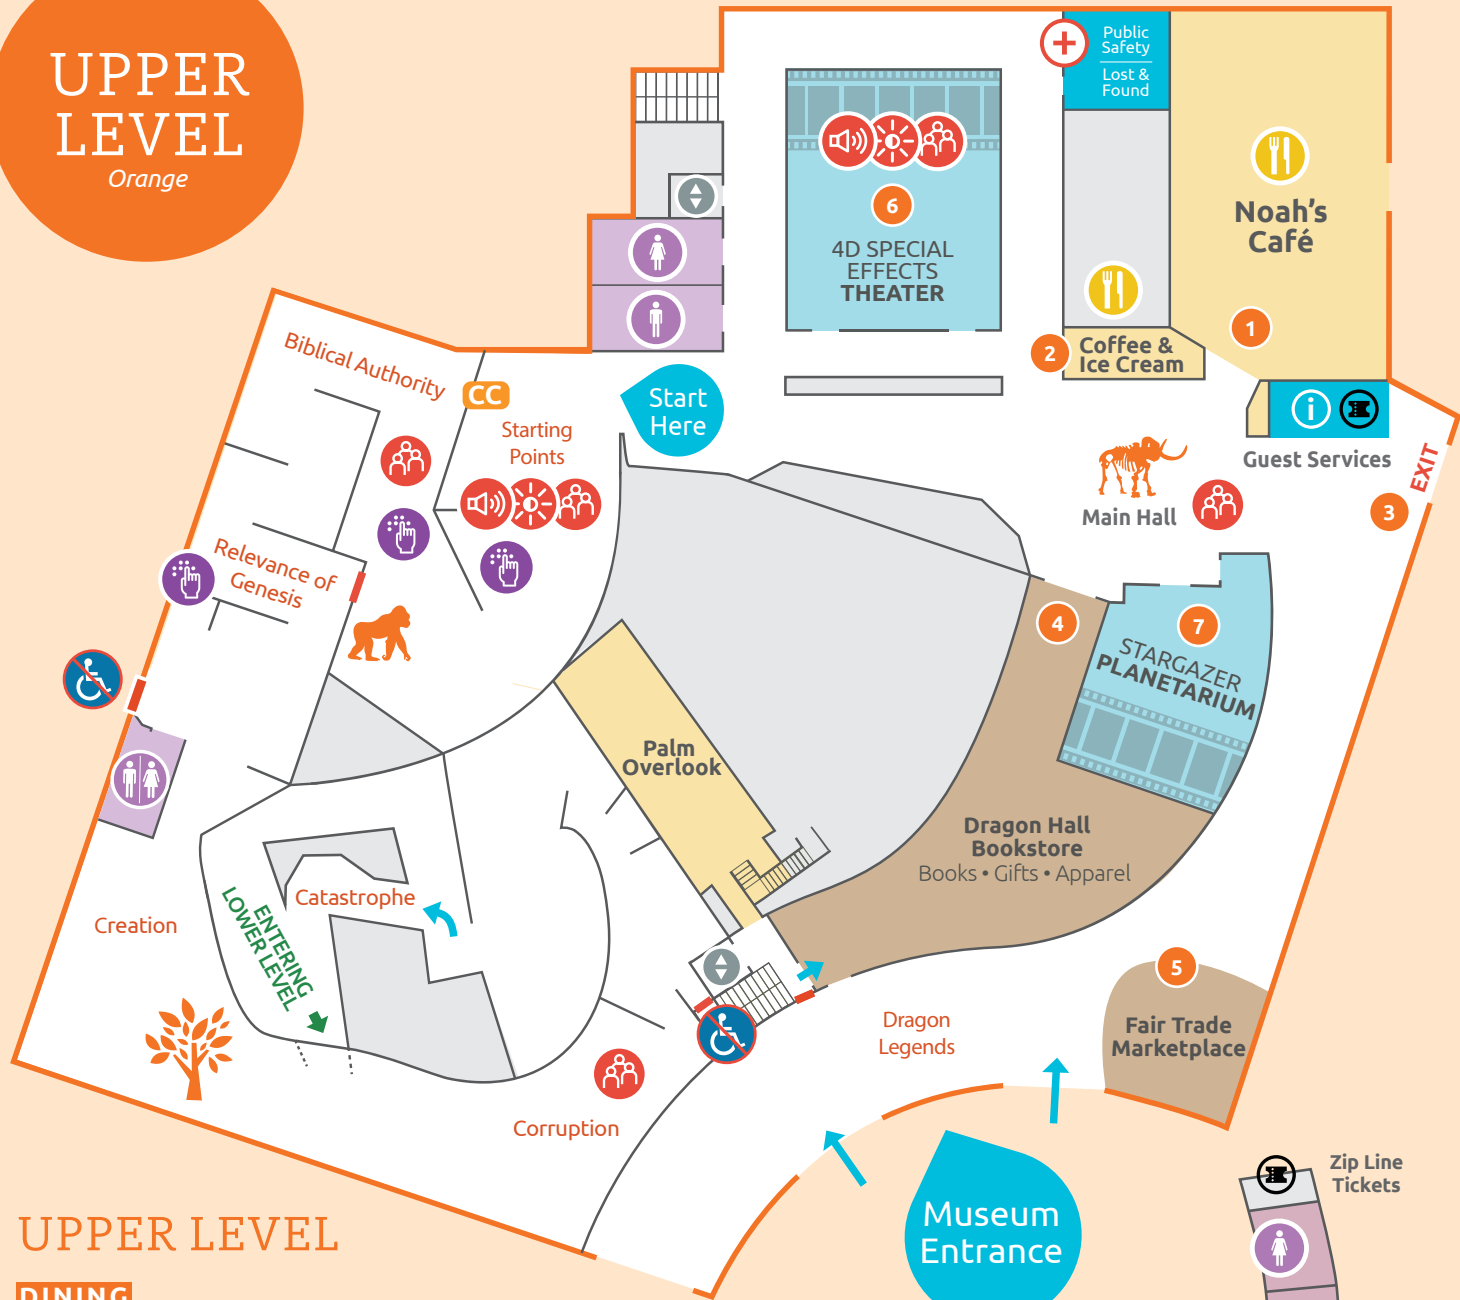 UPPER
LEVEL
Orange
Public
Safety
Lost &
Found
Noah's
Café
6
4D SPECIAL
EFFECTS
THEATER
1
2
Coffee &
Ice Cream
Biblical Authority
CC
Start
Here
Starting
Points
i
Guest Services
EXIT
3
Main Hall
Relevance of
Genesis
4
7
STARGAZER
PLANETARIUM
Palm
Overlook
Dragon Hall
Bookstore
Books • Gifts • Apparel
Catastrophe
Creation
ENTERING
LOWER LEVEL
5
Fair Trade
Marketplace
Dragon
Legends
Corruption
Museum
Entrance
Zip Line
Tickets
UPPER LEVEL
DINING